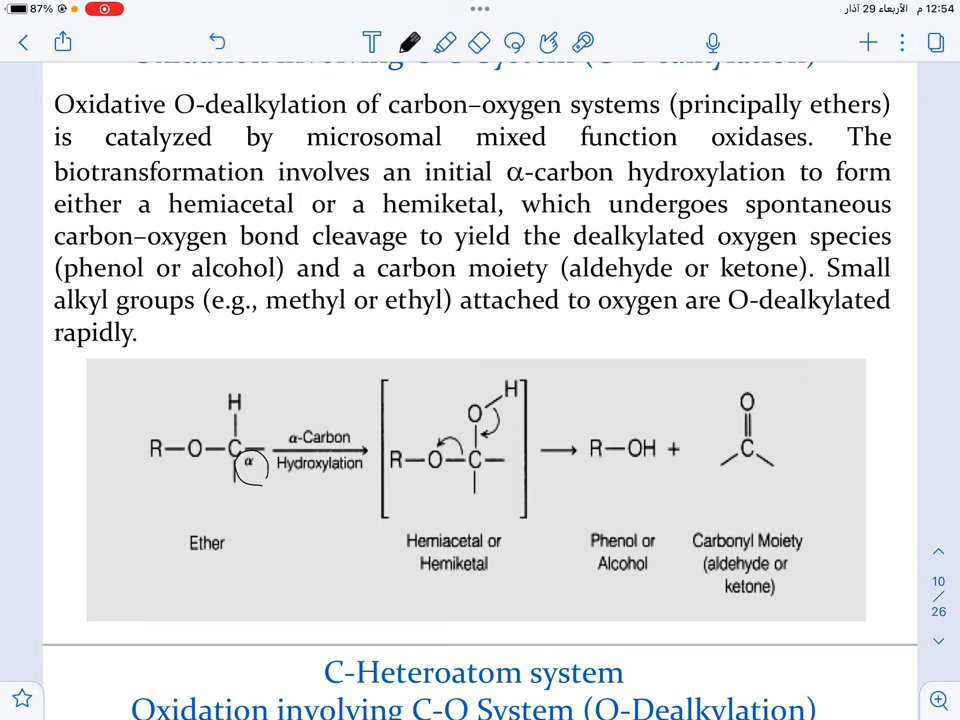 87%
12:54 م الأربعاء 29 آذار
Oxidation involving C-O System (O-Dealkylation)
Oxidative O-dealkylation of carbon–oxygen systems (principally ethers)
is catalyzed by microsomal mixed function oxidases. The
biotransformation involves an initial α-carbon hydroxylation to form
either a hemiacetal or a hemiketal, which undergoes spontaneous
carbon–oxygen bond cleavage to yield the dealkylated oxygen species
(phenol or alcohol) and a carbon moiety (aldehyde or ketone). Small
alkyl groups (e.g., methyl or ethyl) attached to oxygen are O-dealkylated
rapidly.
H
R—O—C—
α
α-Carbon
Hydroxylation
H
O
R—O—C—
R—OH +
O
C
Ether
Hemiacetal or
Hemiketal
Phenol or
Alcohol
Carbonyl Moiety
(aldehyde or
ketone)
10
/
26
C-Heteroatom system
Oxidation involving C-O System (O-Dealkylation)